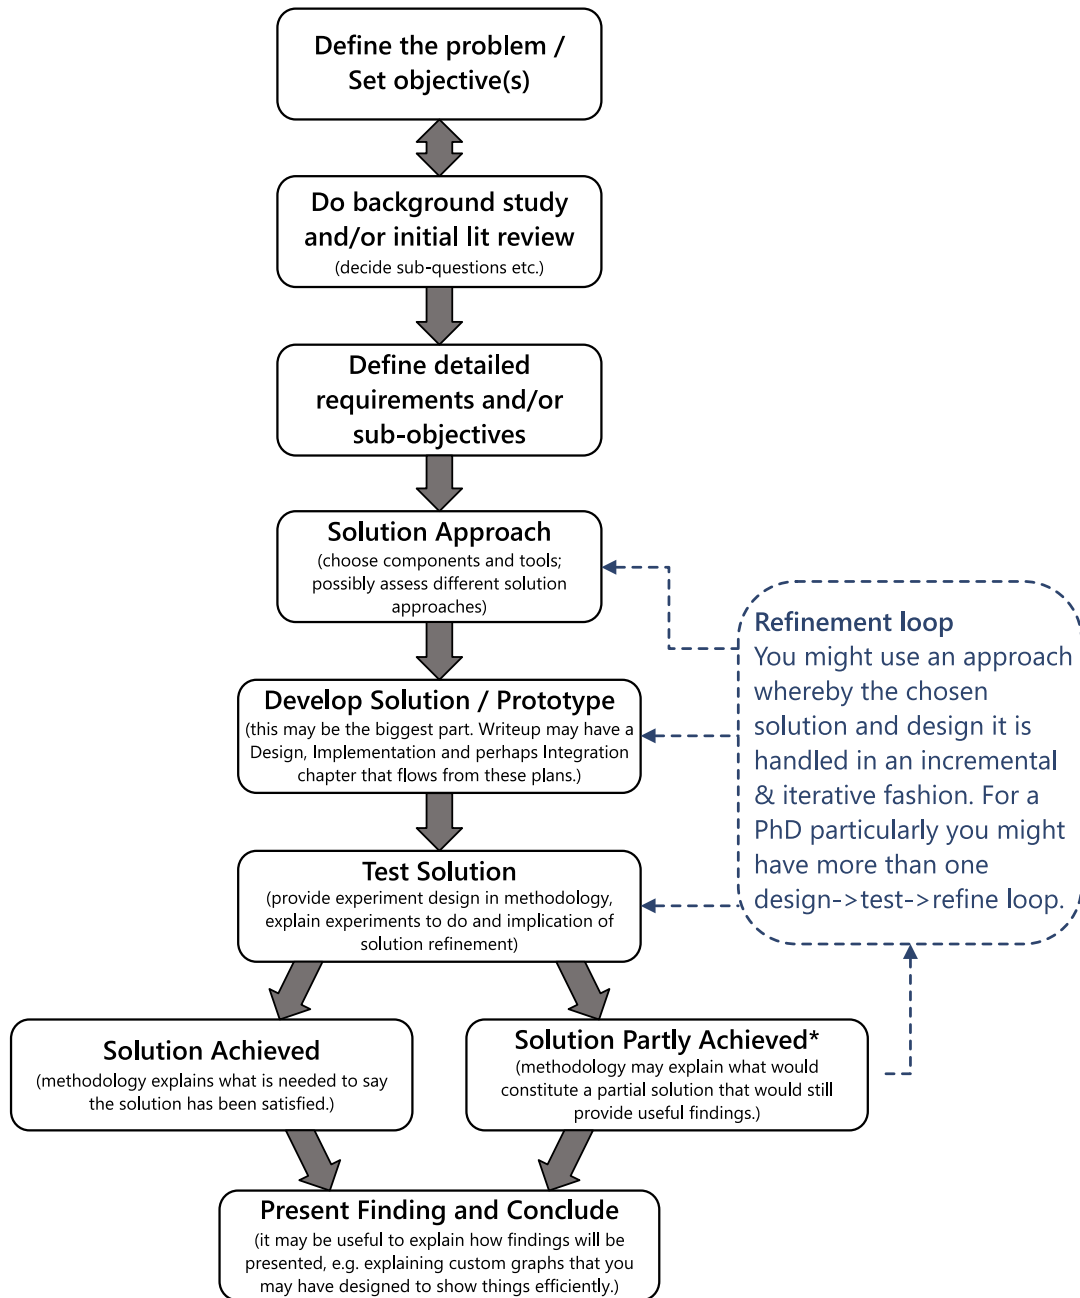 Define the problem /
Set objective(s)
Do background study
and/or initial lit review
(decide sub-questions etc.)
Define detailed
requirements and/or
sub-objectives
Solution Approach
(choose components and tools;
possibly assess different solution
approaches)
Develop Solution / Prototype
(this may be the biggest part. Writeup may have a
Design, Implementation and perhaps Integration
chapter that flows from these plans.)
Test Solution
(provide experiment design in methodology,
explain experiments to do and implication of
solution refinement)
Refinement loop
You might use an approach
whereby the chosen
solution and design it is
handled in an incremental
& iterative fashion. For a
PhD particularly you might
have more than one
design->test->refine loop.
Solution Achieved
(methodology explains what is needed to say
the solution has been satisfied.)
Solution Partly Achieved*
(methodology may explain what would
constitute a partial solution that would still
provide useful findings.)
Present Finding and Conclude
(it may be useful to explain how findings will be
presented, e.g. explaining custom graphs that you
may have designed to show things efficiently.)